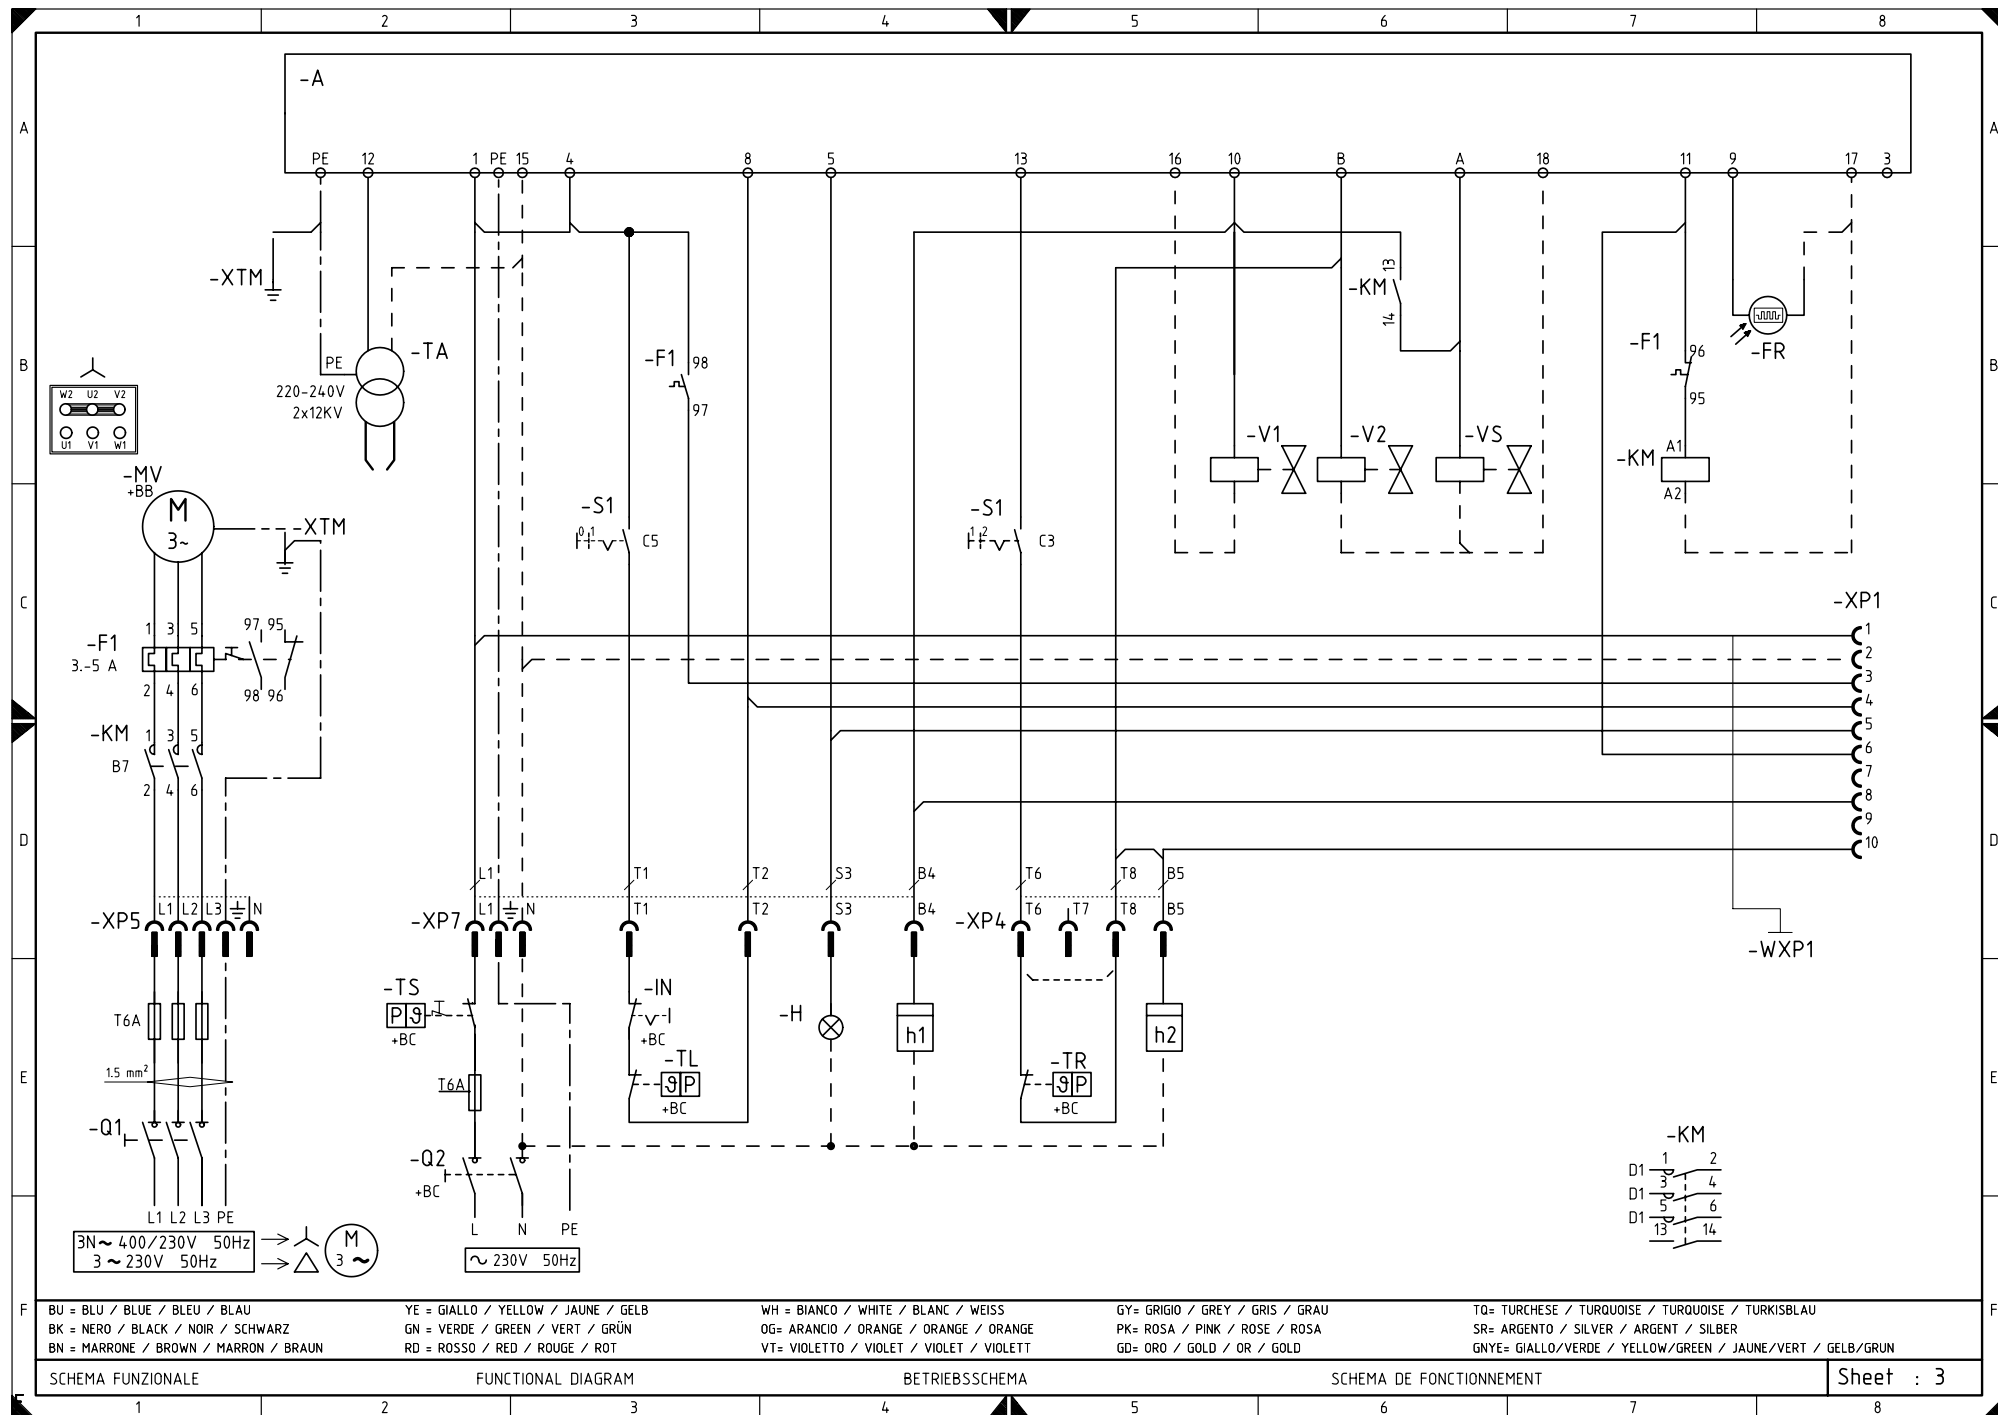 1 2 3 4 5 6 7 8
-A
A A
PE 12 1 PE 15 4 8 5 13 16 10 B A 18 11 9 17 3
-XTM
13
-KM
14
-TA
PE
220-240V
2x12KV
-F1 98
97
-F1 96
95
-FR
B B
W2 U2 V2
U1 V1 W1
-V1 -V2 -VS
-KM A1
A2
-MV
+BB
M
3~
-XTM
-S1
0 1
C5
-S1
1 2
C3
C C
-XP1
1
2
3
4
5
6
7
8
9
10
-F1
3.-5 A
1 3 5
2 4 6
97 95
98 96
-KM
B7
1 3 5
2 4 6
D D
L1 T1 T2 S3 B4 T6 T8 B5
-XP5 L1 L2 L3 N
-XP7 L1 N T1 T2 S3 B4
-XP4 T6 T7 T8 B5
-WXP1
-TS
P ϑ
+BC
-IN
+BC
-H
h1
h2
T6A
-TL
ϑ P
+BC
-TR
ϑ P
+BC
1.5 mm²
T6A
E E
-Q1
-Q2
+BC
-KM
D1 1 2
D1 3 4
D1 5 6
13 14
L1 L2 L3 PE
L N PE
3N~ 400/230V 50Hz
3 ~ 230V 50Hz
M
3 ~
~ 230V 50Hz
F F
BU = BLU / BLUE / BLEU / BLAU
BK = NERO / BLACK / NOIR / SCHWARZ
BN = MARRONE / BROWN / MARRON / BRAUN
YE = GIALLO / YELLOW / JAUNE / GELB
GN = VERDE / GREEN / VERT / GRÜN
RD = ROSSO / RED / ROUGE / ROT
WH = BIANCO / WHITE / BLANC / WEISS
OG= ARANCIO / ORANGE / ORANGE / ORANGE
VT= VIOLETTO / VIOLET / VIOLET / VIOLETT
GY= GRIGIO / GREY / GRIS / GRAU
PK= ROSA / PINK / ROSE / ROSA
GD= ORO / GOLD / OR / GOLD
TQ= TURCHESE / TURQUOISE / TURQUOISE / TURKISBLAU
SR= ARGENTO / SILVER / ARGENT / SILBER
GNYE= GIALLO/VERDE / YELLOW/GREEN / JAUNE/VERT / GELB/GRUN
SCHEMA FUNZIONALE FUNCTIONAL DIAGRAM BETRIEBSSCHEMA SCHEMA DE FONCTIONNEMENT Sheet : 3
1 2 3 4 5 6 7 8